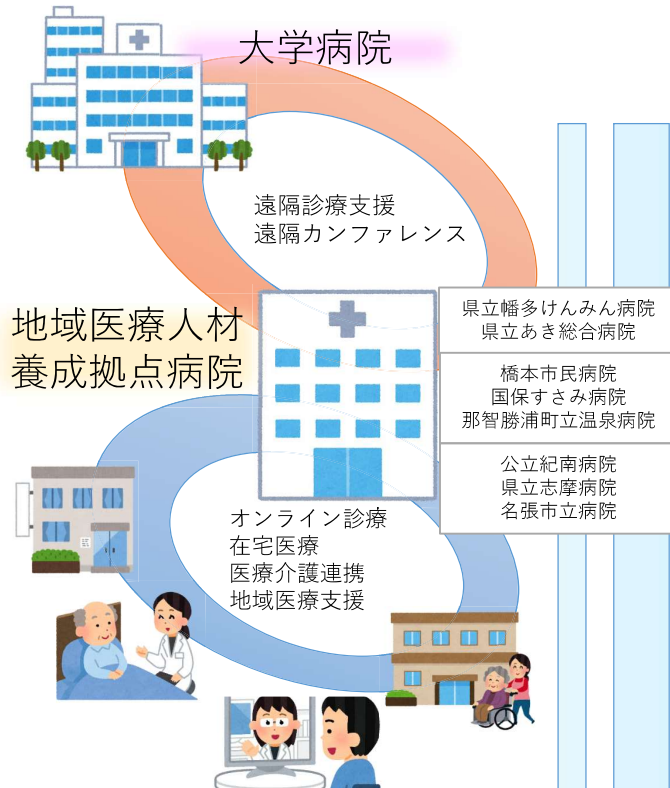 大学病院
遠隔診療支援
遠隔カンファレンス
地域医療人材
養成拠点病院
県立幡多けんみん病院
県立あき総合病院
橋本市民病院
国保すさみ病院
那智勝浦町立温泉病院
公立紀南病院
県立志摩病院
名張市立病院
オンライン診療
在宅医療
医療介護連携
地域医療支援